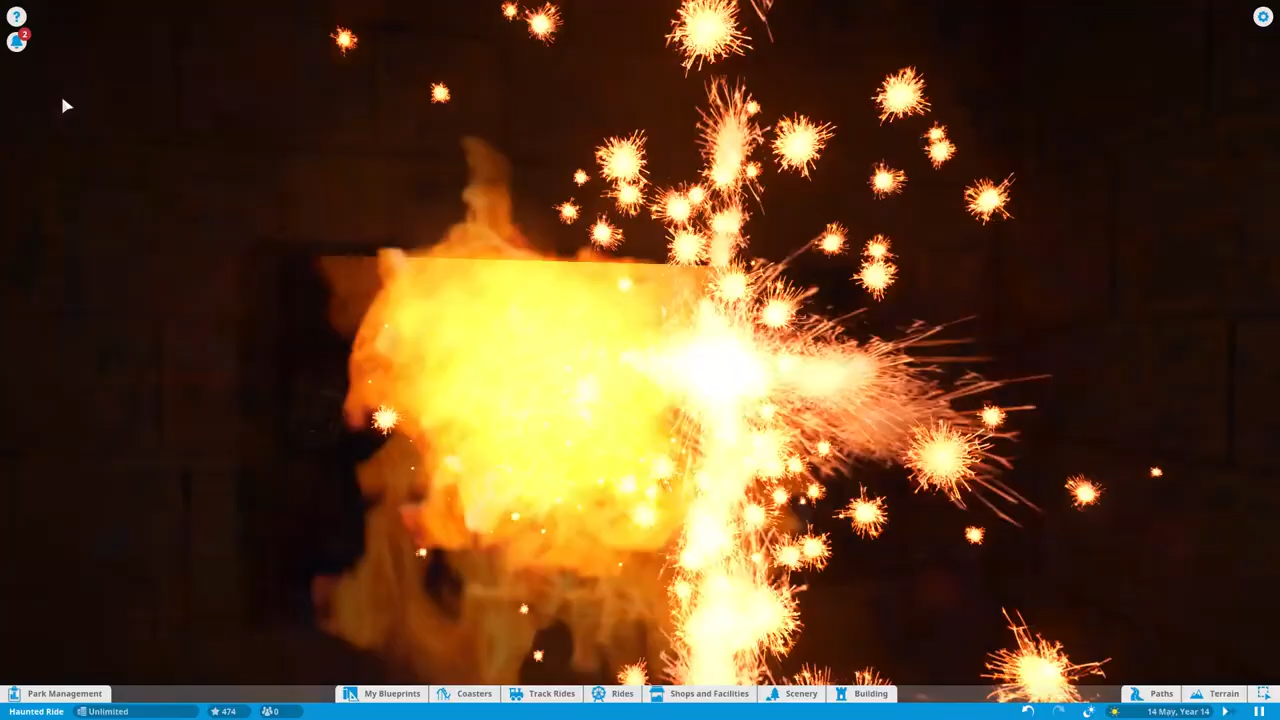 ?
2
Park Management
My Blueprints
Coasters
Track Rides
Rides
Shops and Facilities
Scenery
Building
Paths
Terrain
Haunted Ride
Unlimited
474
0
14 May, Year 14